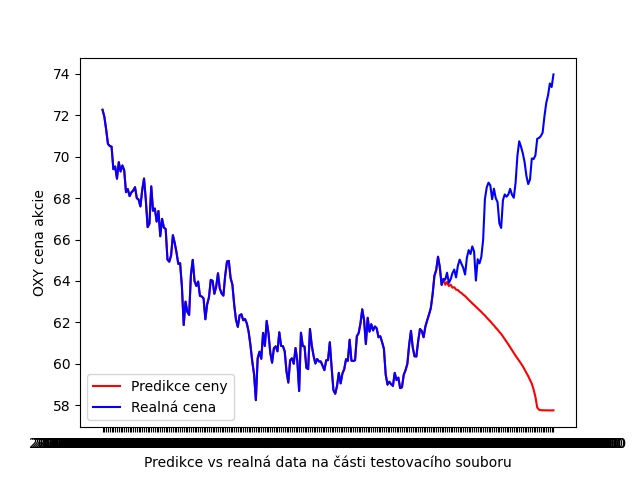 74
72
70
68
66
64
62
60
58
OXY cena akcie
Predikce ceny
Realná cena
Predikce vs realná data na části testovacího souboru